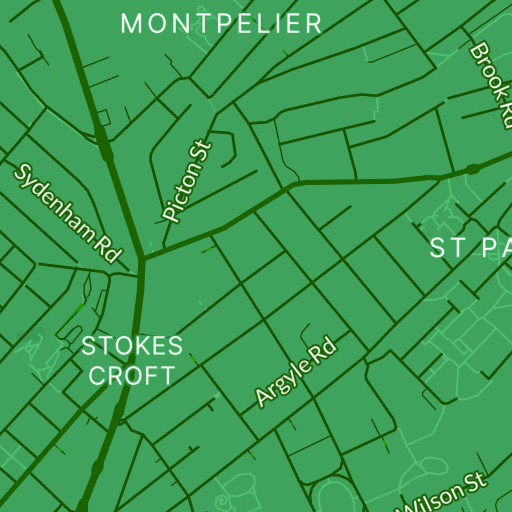 MONTPELIER
Brook Rd
Picton St
Sydenham Rd
ST PA
STOKES
CROFT
Argyle Rd
Wilson St